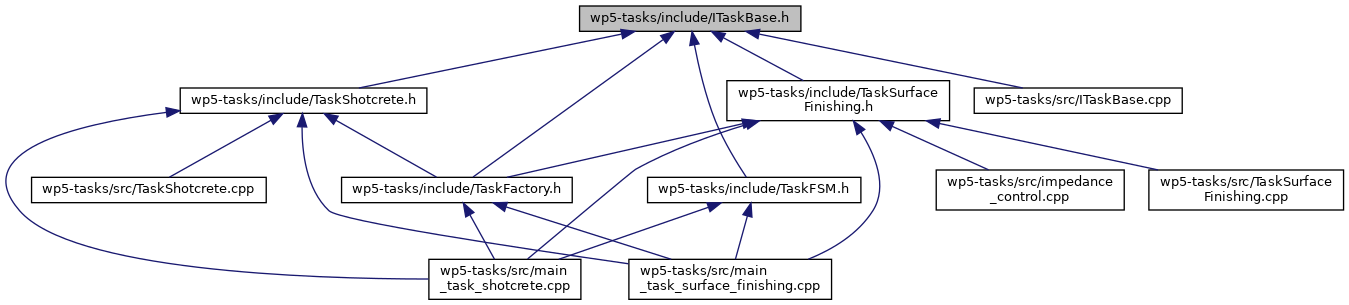 wp5-tasks/include/ITaskBase.h
wp5-tasks/include/TaskShotcrete.h
wp5-tasks/include/TaskSurface
Finishing.h
wp5-tasks/src/ITaskBase.cpp
wp5-tasks/src/TaskShotcrete.cpp
wp5-tasks/include/TaskFactory.h
wp5-tasks/include/TaskFSM.h
wp5-tasks/src/impedance
_control.cpp
wp5-tasks/src/TaskSurface
Finishing.cpp
wp5-tasks/src/main
_task_shotcrete.cpp
wp5-tasks/src/main
_task_surface_finishing.cpp